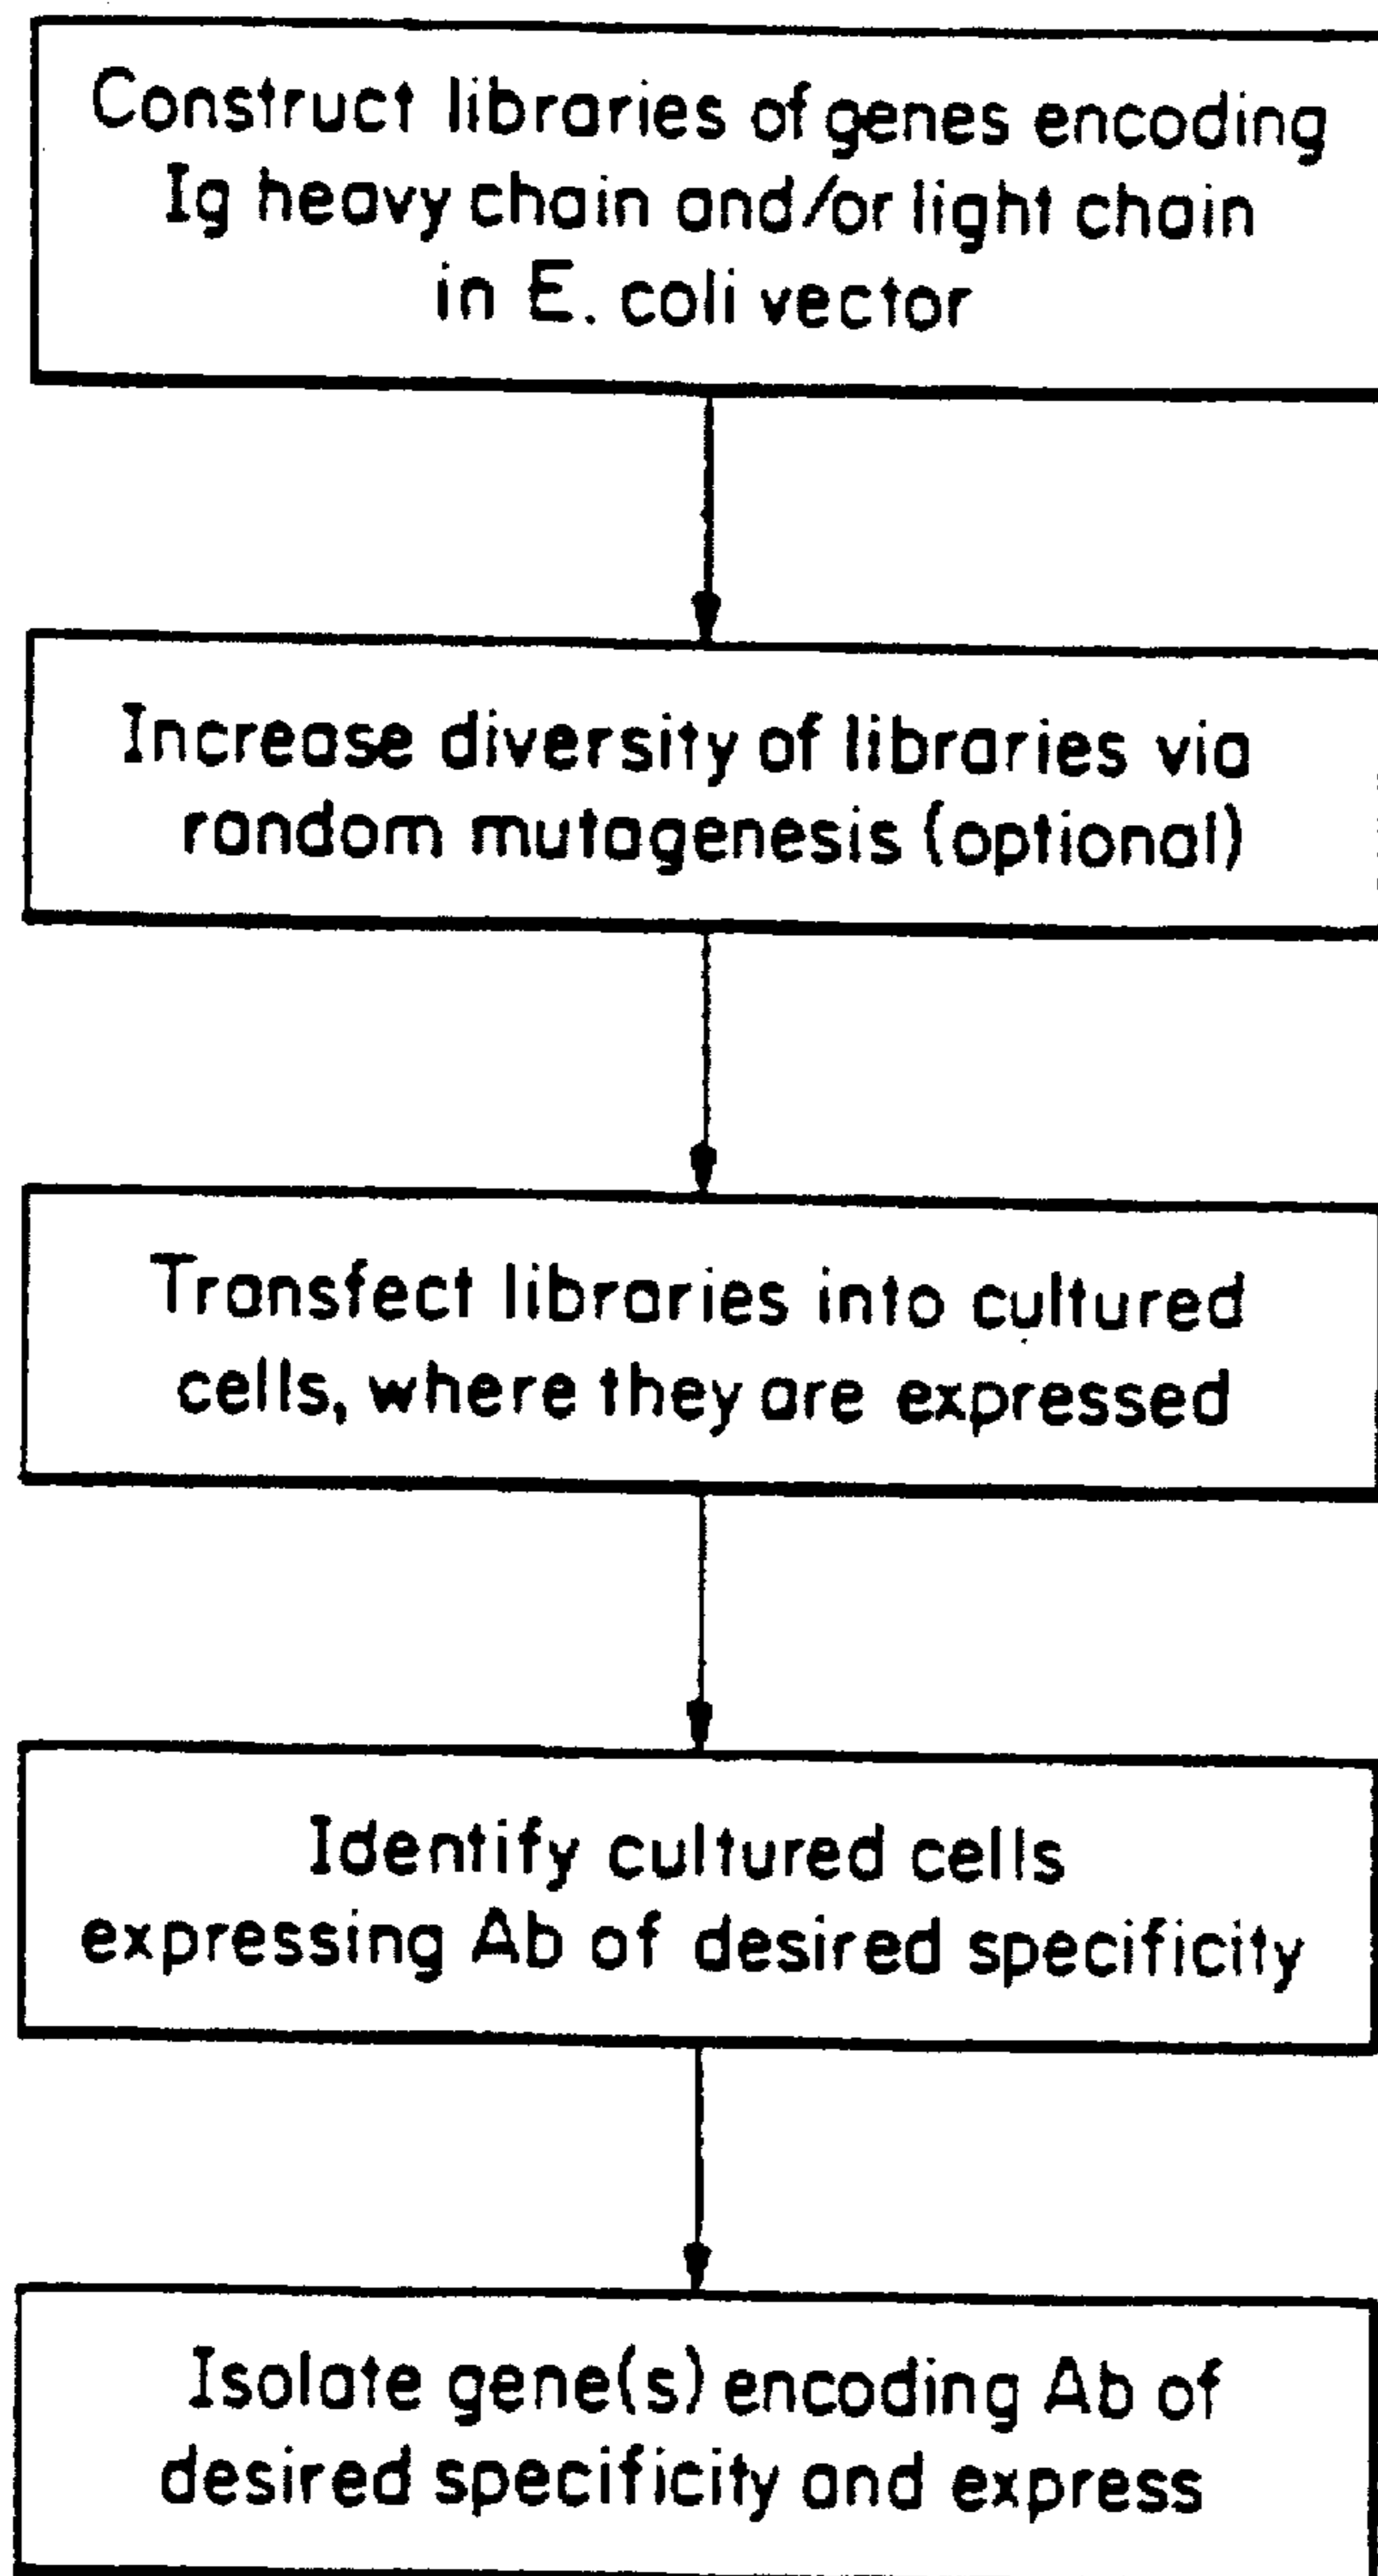 Construct libraries of genes encoding
Ig heavy chain and/or light chain
in E. coli vector
Increase diversity of libraries via
random mutagenesis (optional)
Transfect libraries into cultured
cells, where they are expressed
Identify cultured cells
expressing Ab of desired specificity
Isolate gene(s) encoding Ab of
desired specificity and express